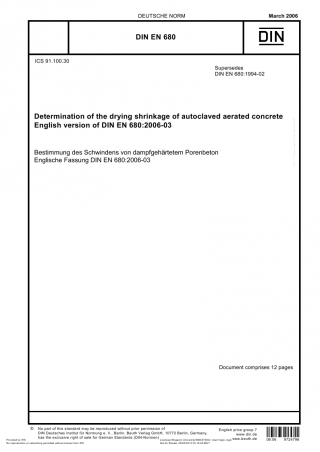 DEUTSCHE NORM
March 2006
DIN EN 680
DIN
ICS 91.100.30
Supersedes
DIN EN 680:1994-02
Determination of the drying shrinkage of autoclaved aerated concrete
English version of DIN EN 680:2006-03
Bestimmung des Schwindens von dampfgehärtetem Porenbeton
Englische Fassung DIN EN 680:2006-03
Document comprises 12 pages
© No part of this standard may be reproduced without prior permission of
DIN Deutsches Institut für Normung e. V., Berlin. Beuth Verlag GmbH, 10772 Berlin, Germany,
has the exclusive right of sale for German Standards (DIN-Normen).
English price group 7
www.din.de
www.beuth.de
08.06
9724798